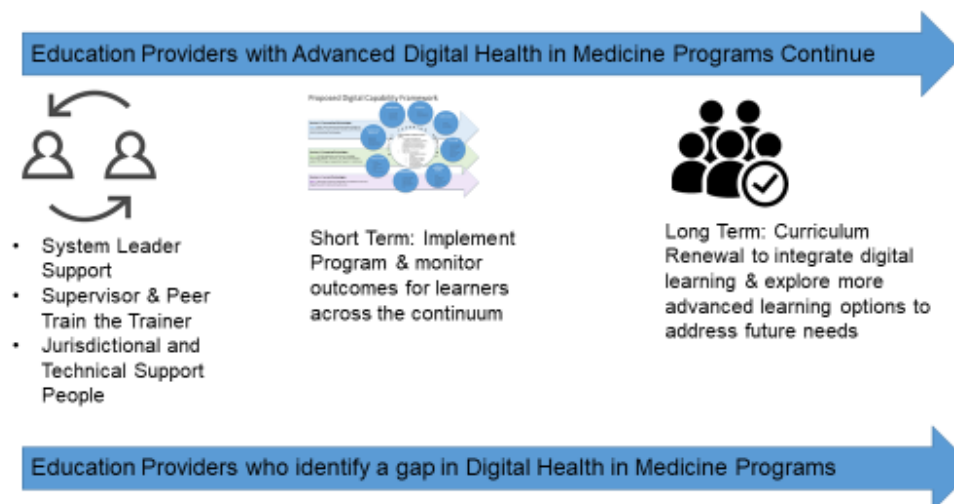 Education Providers with Advanced Digital Health in Medicine Programs Continue
Proposed Digital Capability Framework
• System Leader
Support
• Supervisor & Peer
Train the Trainer
• Jurisdictional and
Technical Support
People
Short Term: Implement
Program & monitor
outcomes for learners
across the continuum
Long Term: Curriculum
Renewal to integrate digital
learning & explore more
advanced learning options to
address future needs
Education Providers who identify a gap in Digital Health in Medicine Programs